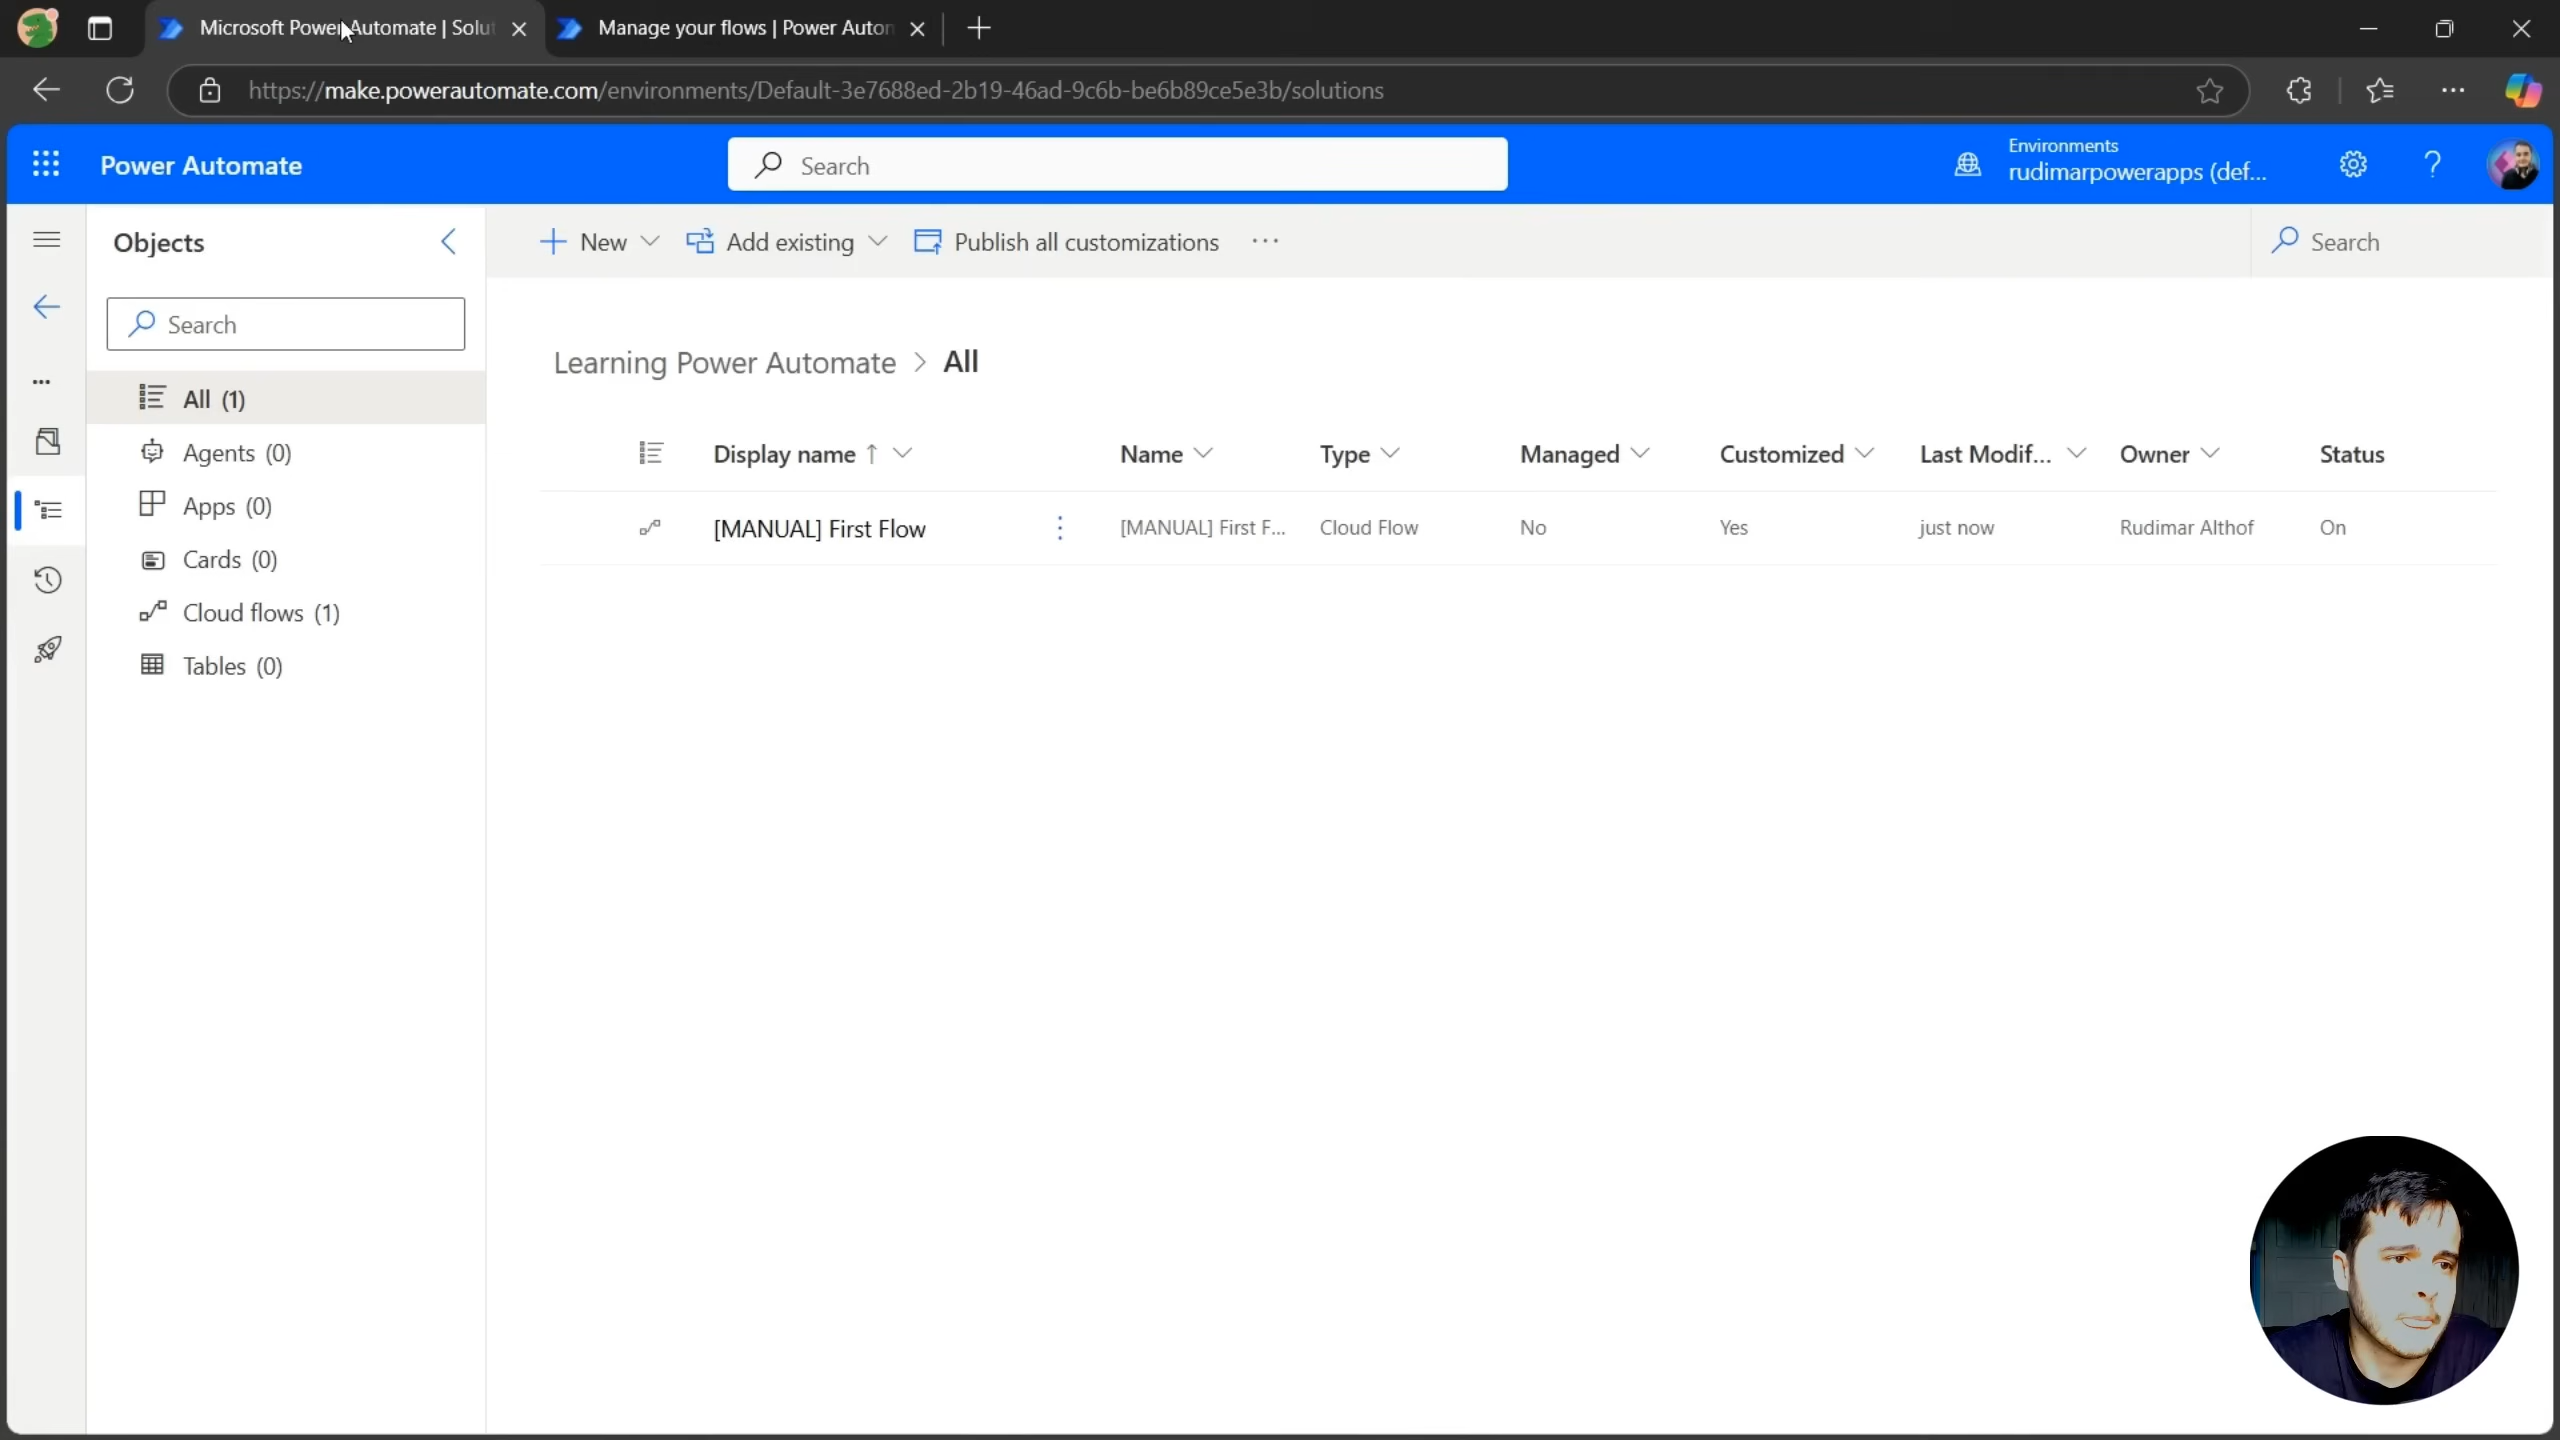 Microsoft Power Automate | Solut
Manage your flows | Power Auton
https://make.powerautomate.com/environments/Default-3e7688ed-2b19-46ad-9c6b-be6b89ce5e3b/solutions
Power Automate
Search
Environments
rudimarpowerapps (def...
Objects
New
Add existing
Publish all customizations
Search
Search
Learning Power Automate > All
All (1)
Agents (0)
Apps (0)
Cards (0)
Cloud flows (1)
Tables (0)
Display name ↑ Name Type Managed Customized Last Modif... Owner Status
[MANUAL] First Flow [MANUAL] First F... Cloud Flow No Yes just now Rudimar Althof On